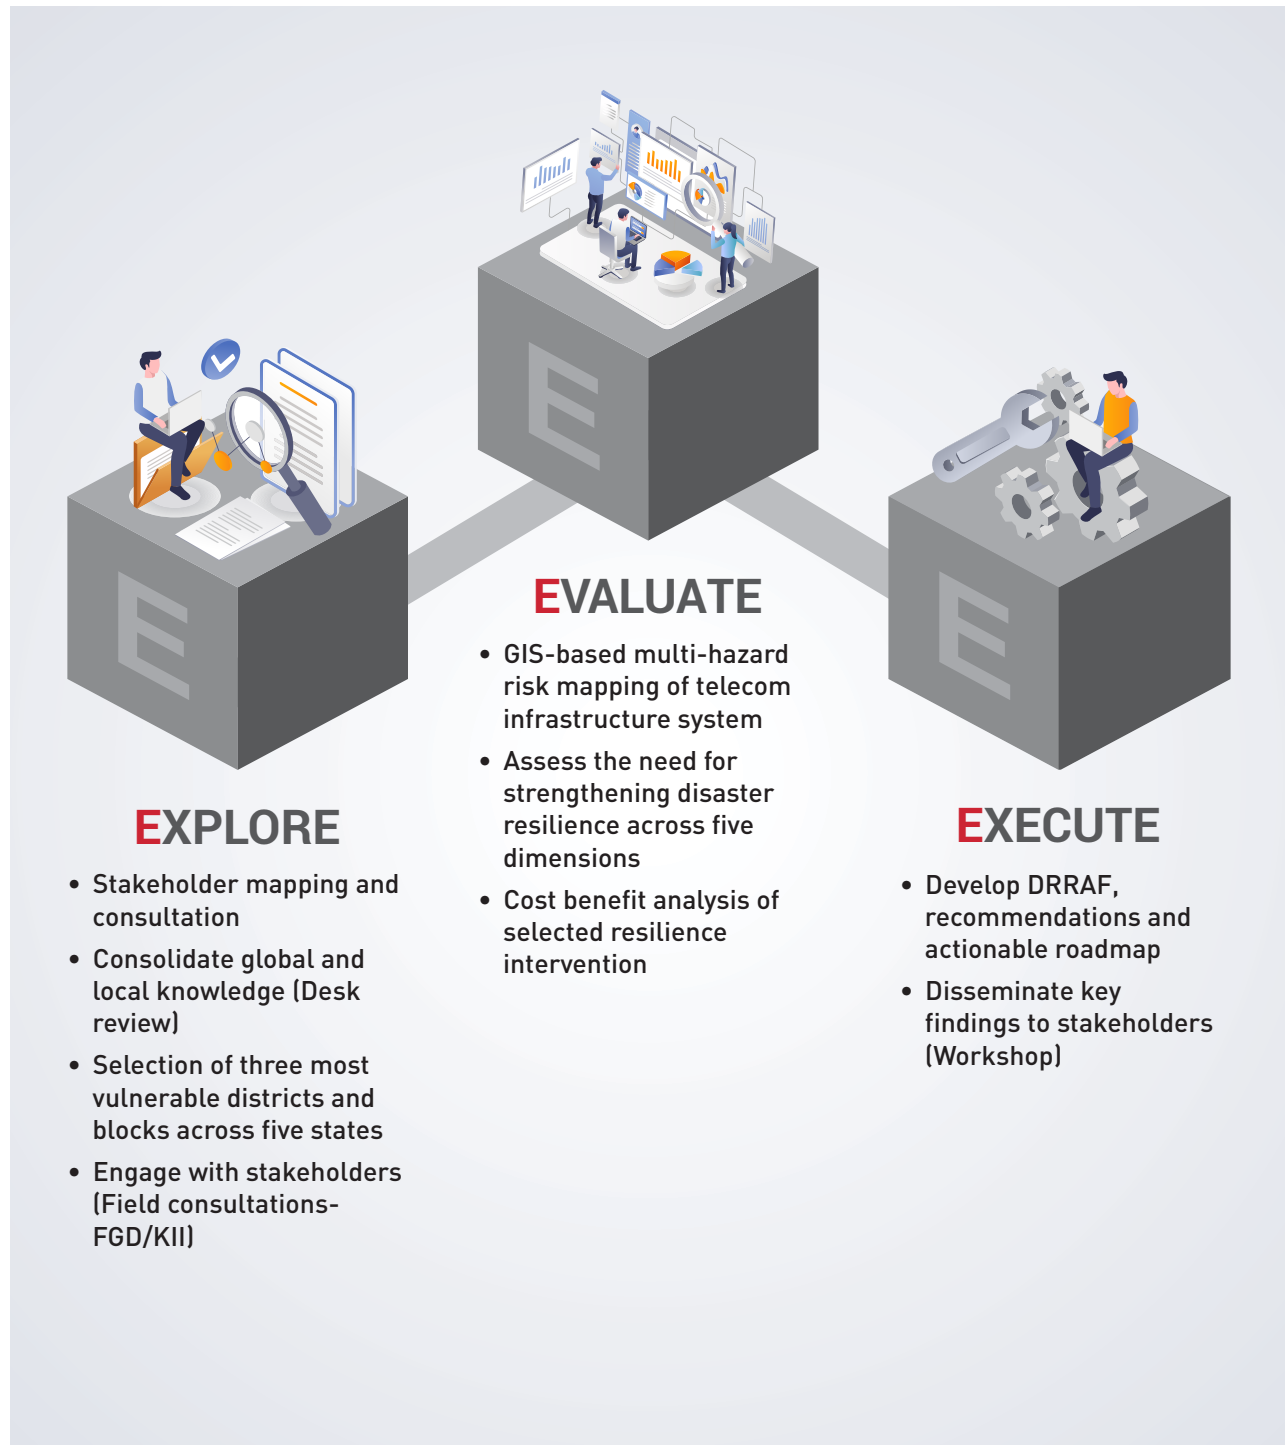 E
EXPLORE
• Stakeholder mapping and
consultation
• Consolidate global and
local knowledge (Desk
review)
• Selection of three most
vulnerable districts and
blocks across five states
• Engage with stakeholders
(Field consultations-
FGD/KII)
E
EVALUATE
• GIS-based multi-hazard
risk mapping of telecom
infrastructure system
• Assess the need for
strengthening disaster
resilience across five
dimensions
• Cost benefit analysis of
selected resilience
intervention
E
EXECUTE
• Develop DRRAF,
recommendations and
actionable roadmap
• Disseminate key
findings to stakeholders
(Workshop)